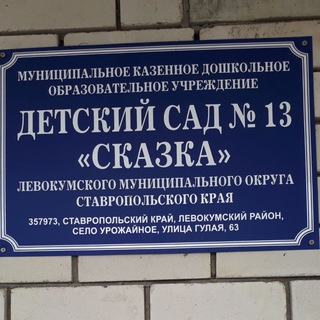 МУНИЦИПАЛЬНОЕ КАЗЕННОЕ ДОШКОЛЬНОЕ
ОБРАЗОВАТЕЛЬНОЕ УЧРЕЖДЕНИЕ
ДЕТСКИЙ САД № 13
«СКАЗКА»
ЛЕВОКУМСКОГО МУНИЦИПАЛЬНОГО ОКРУГА
СТАВРОПОЛЬСКОГО КРАЯ
357973, СТАВРОПОЛЬСКИЙ КРАЙ, ЛЕВОКУМСКИЙ РАЙОН,
СЕЛО УРОЖАЙНОЕ, УЛИЦА ГУЛАЯ, 63